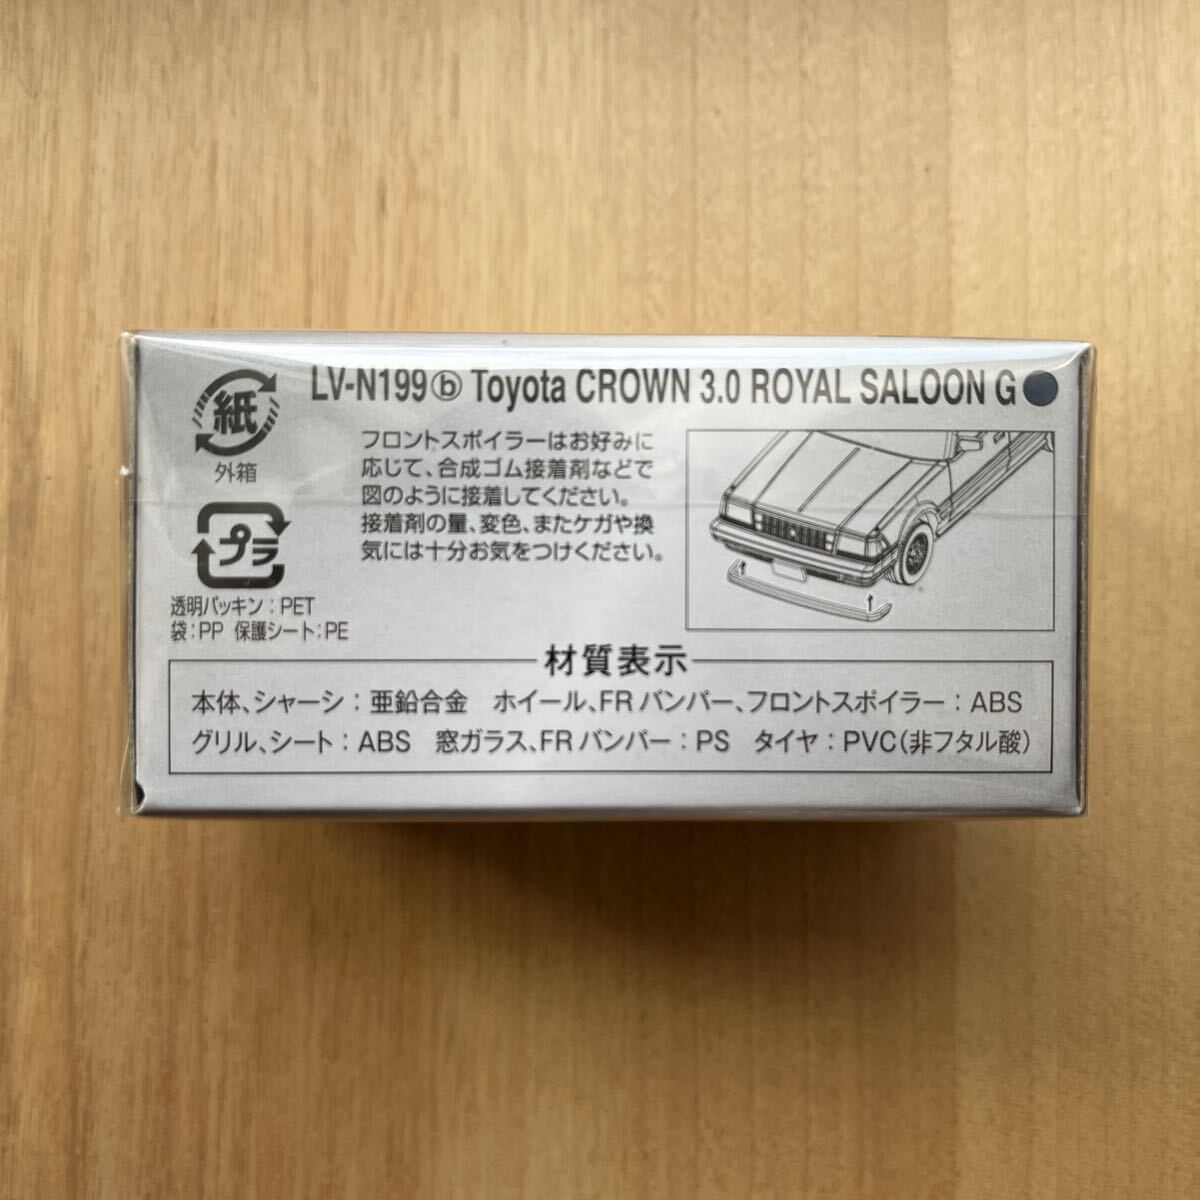 LV-N199ⓑ Toyota CROWN 3.0 ROYAL SALOON G
紙
外箱
フロントスポイラーはお好みに
応じて、合成ゴム接着剤などで
図のように接着してください。
接着剤の量、変色、またケガや換
気には十分お気をつけください。
プラ
透明パッキン:PET
袋:PP 保護シート:PE
材質表示
本体、シャーシ:亜鉛合金 ホイール、FRバンパー、フロントスポイラー:ABS
グリル、シート:ABS 窓ガラス、FRバンパー:PS タイヤ:PVC(非フタル酸)